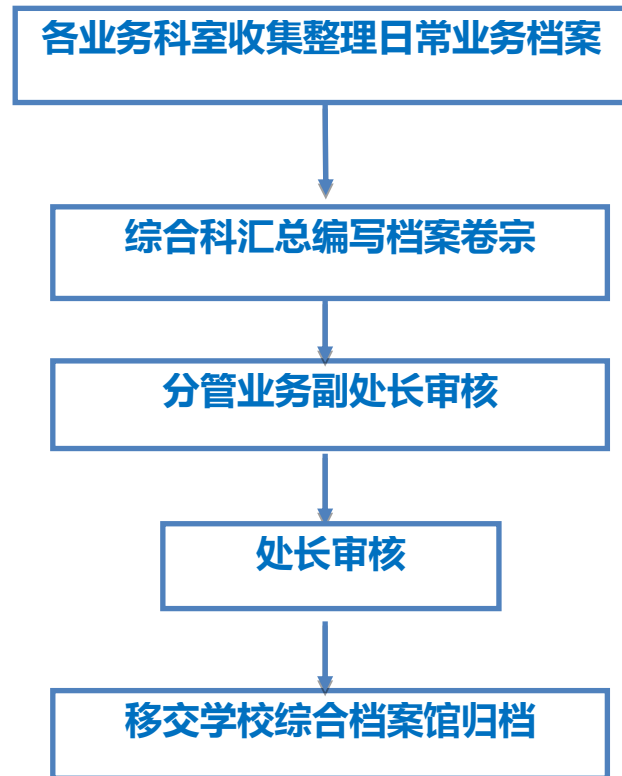 各业务科室收集整理日常业务档案
综合科汇总编写档案卷宗
分管业务副处长审核
处长审核
移交学校综合档案馆归档